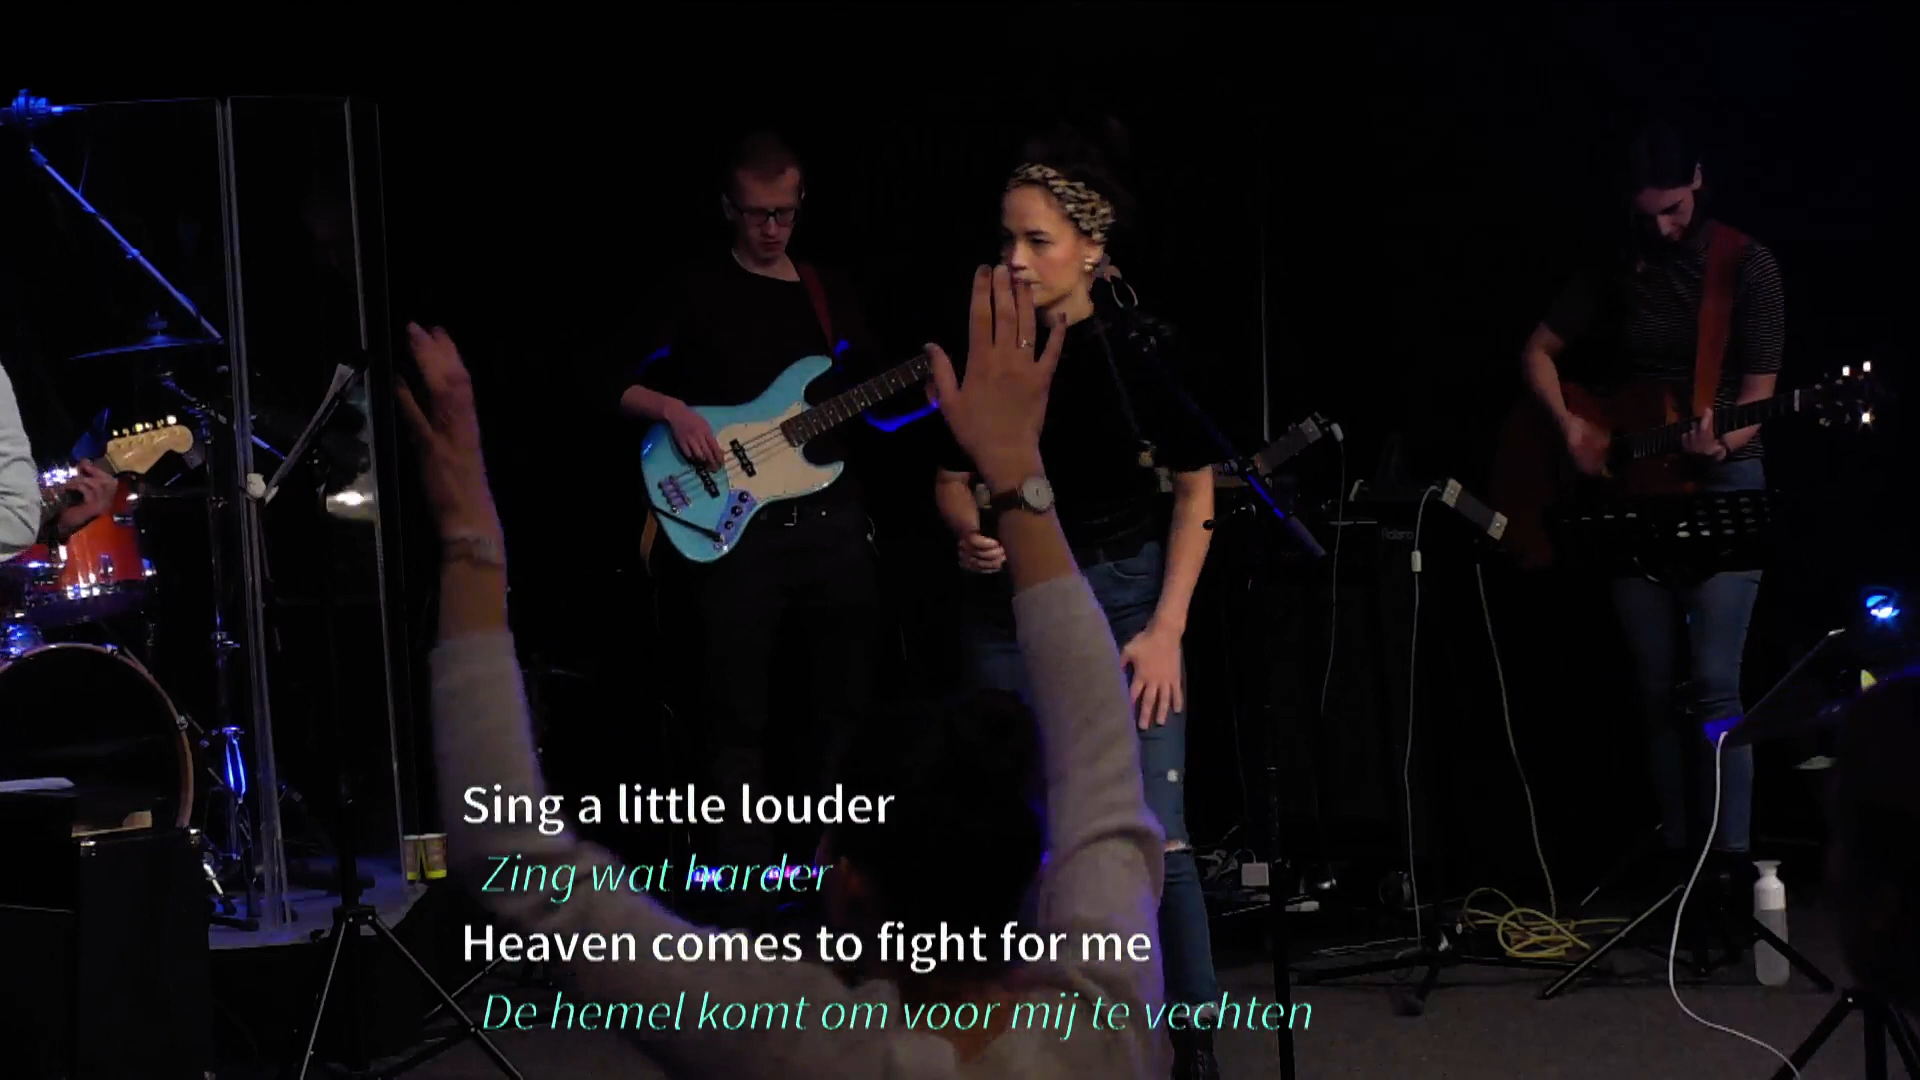 Roland
Sing a little louder
Zing wat harder
Heaven comes to fight for me
De hemel komt om voor mij te vechten